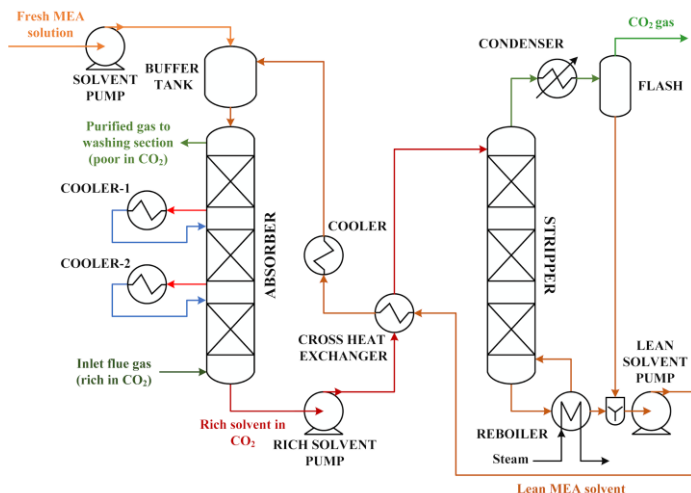 Fresh MEA
solution
SOLVENT
PUMP
BUFFER
TANK
Purified gas to
washing section
(poor in CO₂)
COOLER-1
COOLER-2
ABSORBER
Inlet flue gas
(rich in CO₂)
Rich solvent in
CO₂
RICH SOLVENT
PUMP
COOLER
CROSS HEAT
EXCHANGER
CONDENSER
CO₂ gas
FLASH
STRIPPER
LEAN
SOLVENT
PUMP
REBOILER
Steam
Lean MEA solvent